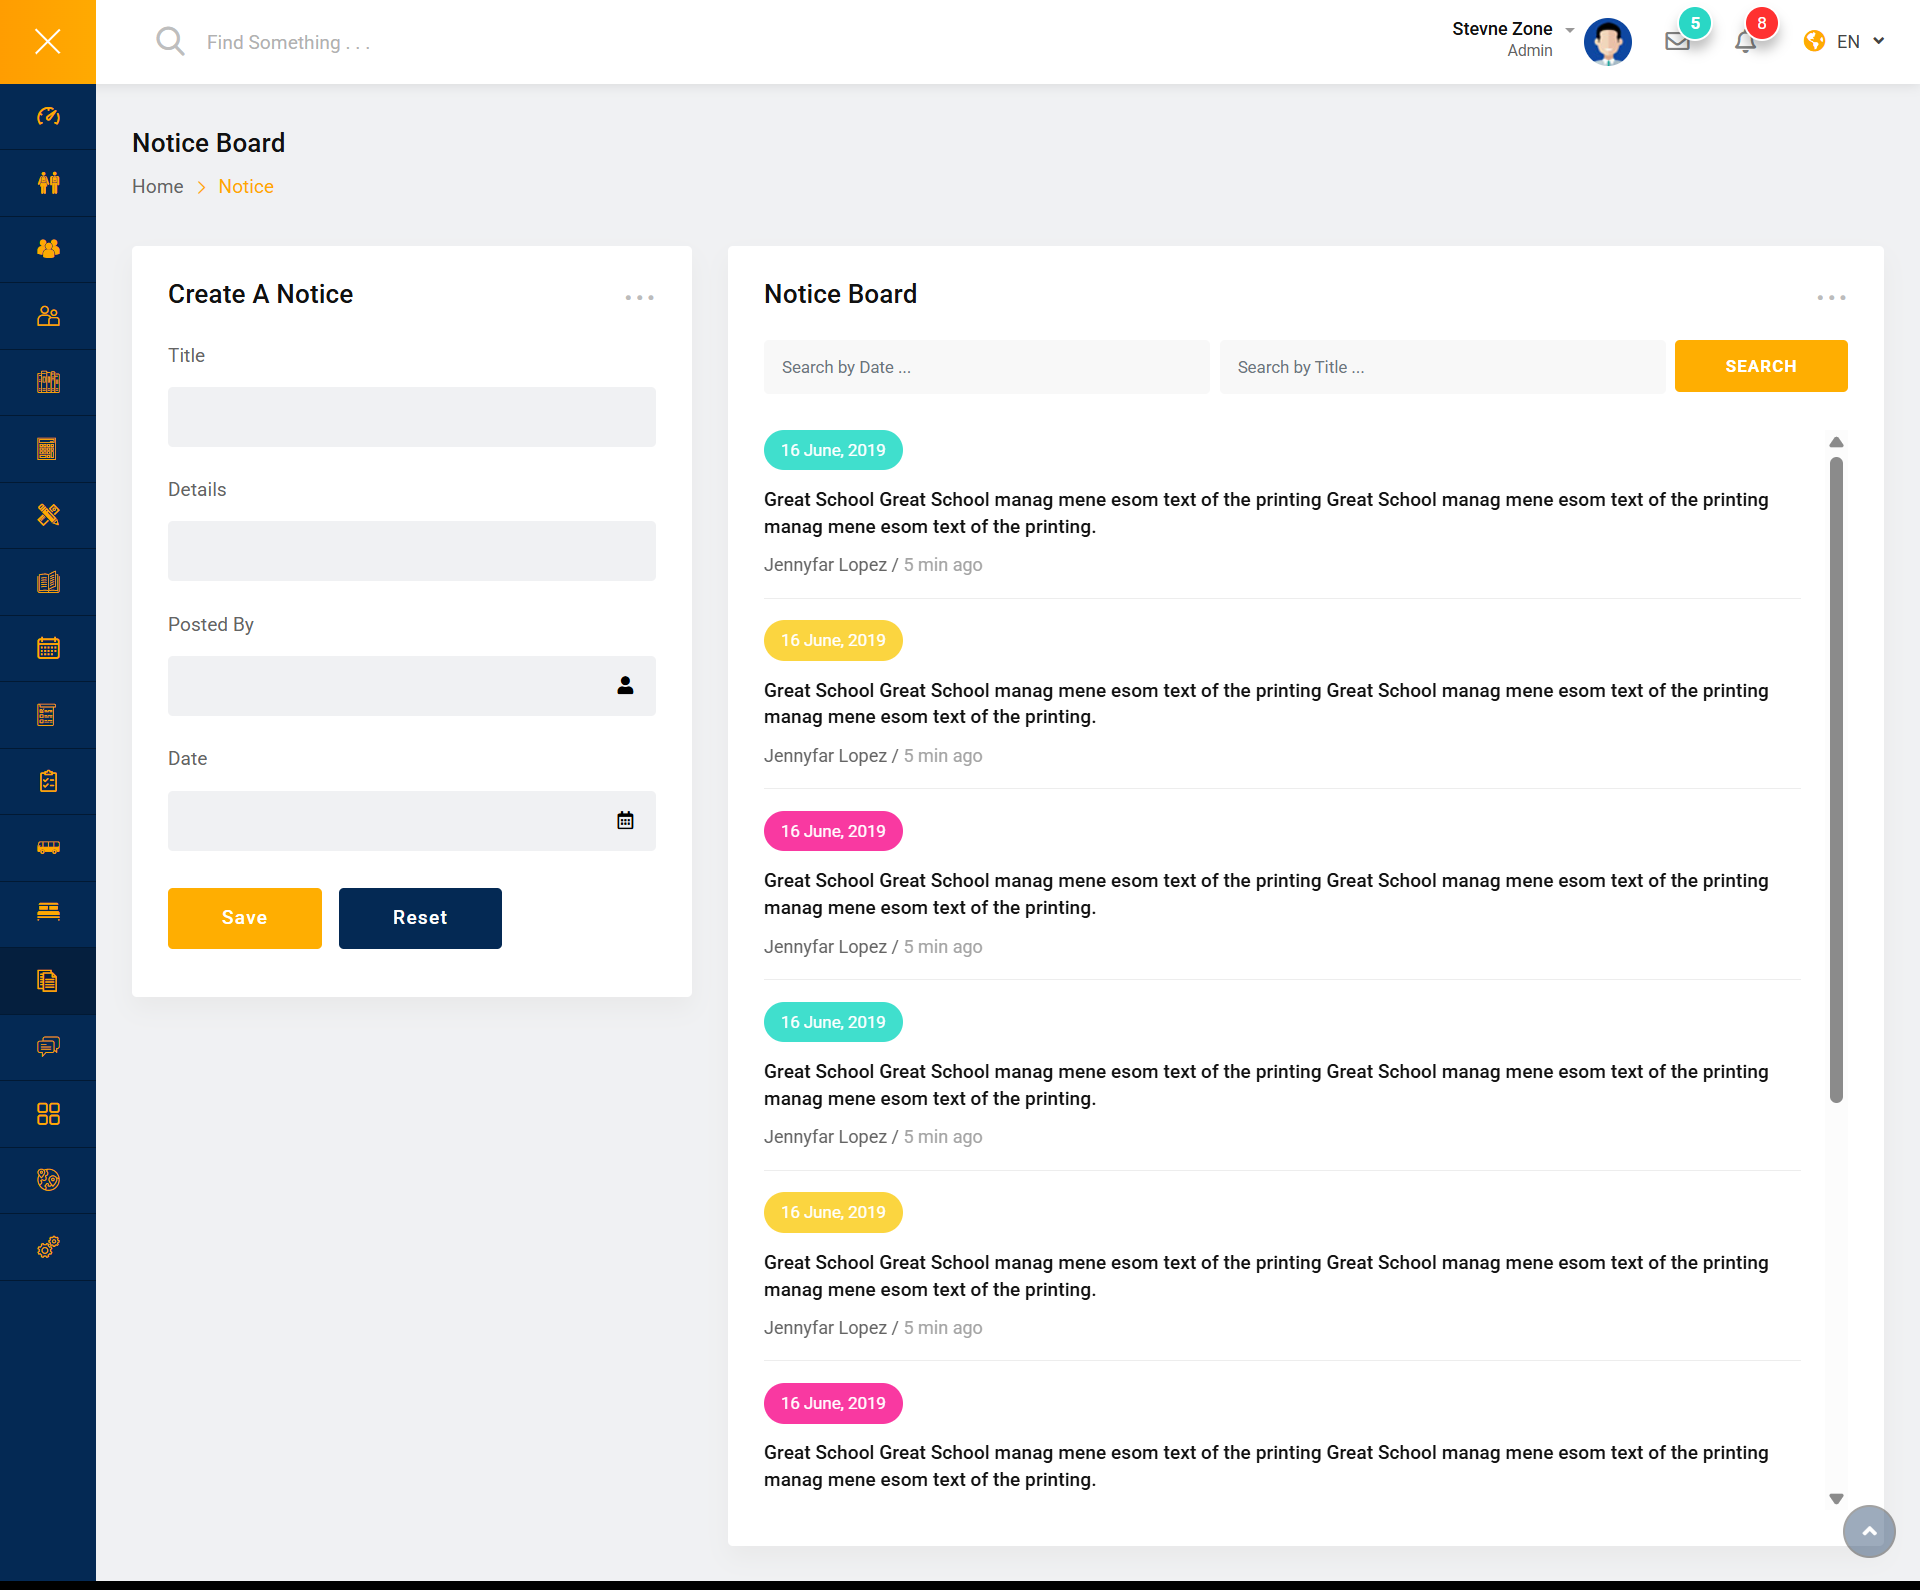 Find Something . . .
Stevne Zone
Admin
5
8
EN
Notice Board
Home
Notice
Create A Notice
Title
Details
Posted By
Date
Save
Reset
Notice Board
Search by Date ...
Search by Title ...
SEARCH
16 June, 2019
Great School Great School manag mene esom text of the printing Great School manag mene esom text of the printing
manag mene esom text of the printing.
Jennyfar Lopez / 5 min ago
16 June, 2019
Great School Great School manag mene esom text of the printing Great School manag mene esom text of the printing
manag mene esom text of the printing.
Jennyfar Lopez / 5 min ago
16 June, 2019
Great School Great School manag mene esom text of the printing Great School manag mene esom text of the printing
manag mene esom text of the printing.
Jennyfar Lopez / 5 min ago
16 June, 2019
Great School Great School manag mene esom text of the printing Great School manag mene esom text of the printing
manag mene esom text of the printing.
Jennyfar Lopez / 5 min ago
16 June, 2019
Great School Great School manag mene esom text of the printing Great School manag mene esom text of the printing
manag mene esom text of the printing.
Jennyfar Lopez / 5 min ago
16 June, 2019
Great School Great School manag mene esom text of the printing Great School manag mene esom text of the printing
manag mene esom text of the printing.